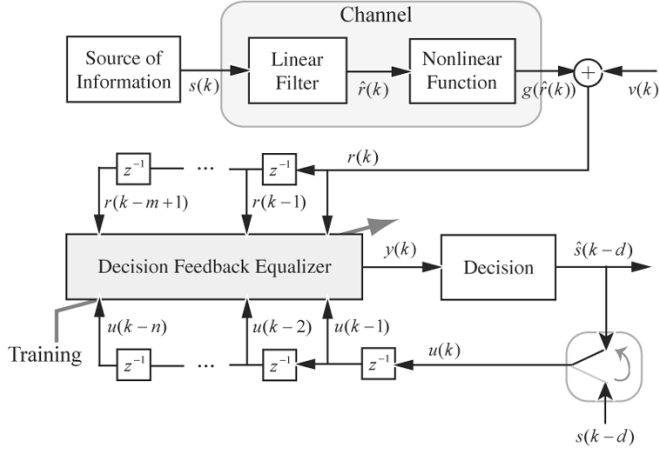 Channel
Source of
Information
s(k)
Linear
Filter
r̂(k)
Nonlinear
Function
g(r̂(k))
+
v(k)
r(k)
z⁻¹
...
z⁻¹
r(k−m+1)
r(k−1)
Decision Feedback Equalizer
y(k)
Decision
ŝ(k−d)
Training
u(k−n)
u(k−2)
u(k−1)
u(k)
z⁻¹
...
z⁻¹
z⁻¹
s(k−d)